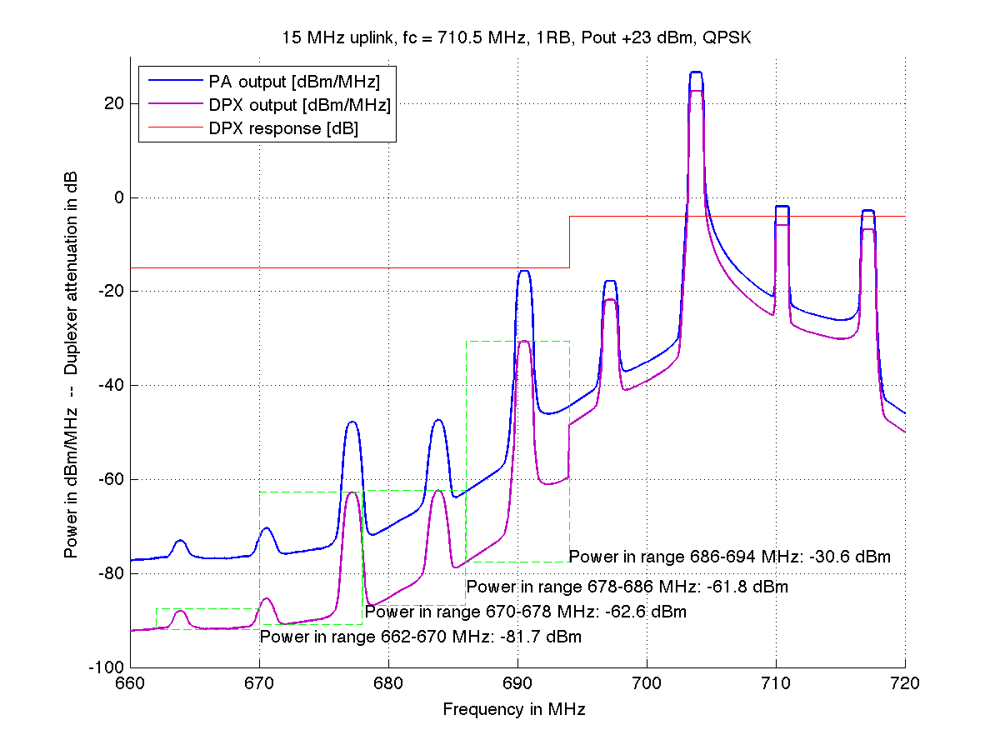 15 MHz uplink, fc = 710.5 MHz, 1RB, Pout +23 dBm, QPSK
PA output [dBm/MHz]
DPX output [dBm/MHz]
DPX response [dB]
Power in dBm/MHz -- Duplexer attenuation in dB
20
0
-20
-40
-60
-80
-100
Power in range 686-694 MHz: -30.6 dBm
Power in range 678-686 MHz: -61.8 dBm
Power in range 670-678 MHz: -62.6 dBm
Power in range 662-670 MHz: -81.7 dBm
660 670 680 690 700 710 720
Frequency in MHz